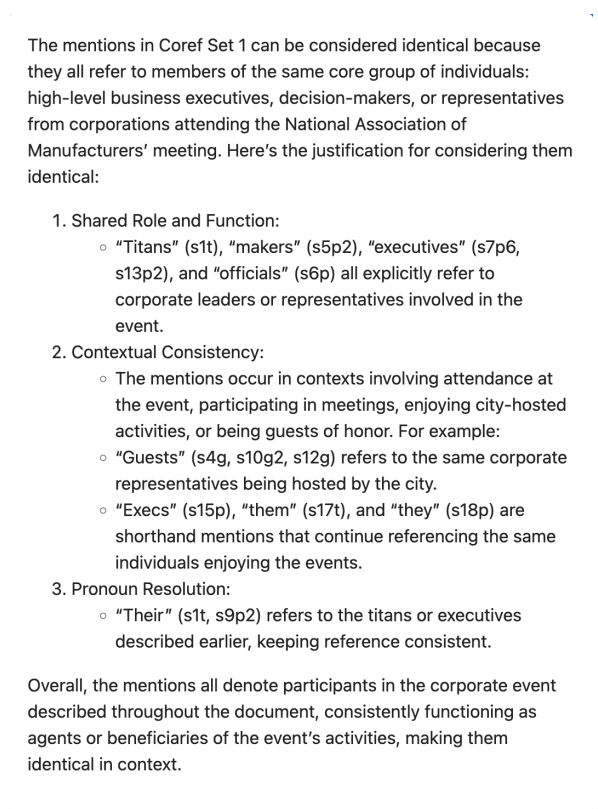 The mentions in Coref Set 1 can be considered identical because
they all refer to members of the same core group of individuals:
high-level business executives, decision-makers, or representatives
from corporations attending the National Association of
Manufacturers’ meeting. Here’s the justification for considering them
identical:
1. Shared Role and Function:
○ “Titans” (s1t), “makers” (s5p2), “executives” (s7p6,
s13p2), and “officials” (s6p) all explicitly refer to
corporate leaders or representatives involved in the
event.
2. Contextual Consistency:
○ The mentions occur in contexts involving attendance at
the event, participating in meetings, enjoying city-hosted
activities, or being guests of honor. For example:
○ “Guests” (s4g, s10g2, s12g) refers to the same corporate
representatives being hosted by the city.
○ “Execs” (s15p), “them” (s17t), and “they” (s18p) are
shorthand mentions that continue referencing the same
individuals enjoying the events.
3. Pronoun Resolution:
○ “Their” (s1t, s9p2) refers to the titans or executives
described earlier, keeping reference consistent.
Overall, the mentions all denote participants in the corporate event
described throughout the document, consistently functioning as
agents or beneficiaries of the event’s activities, making them
identical in context.